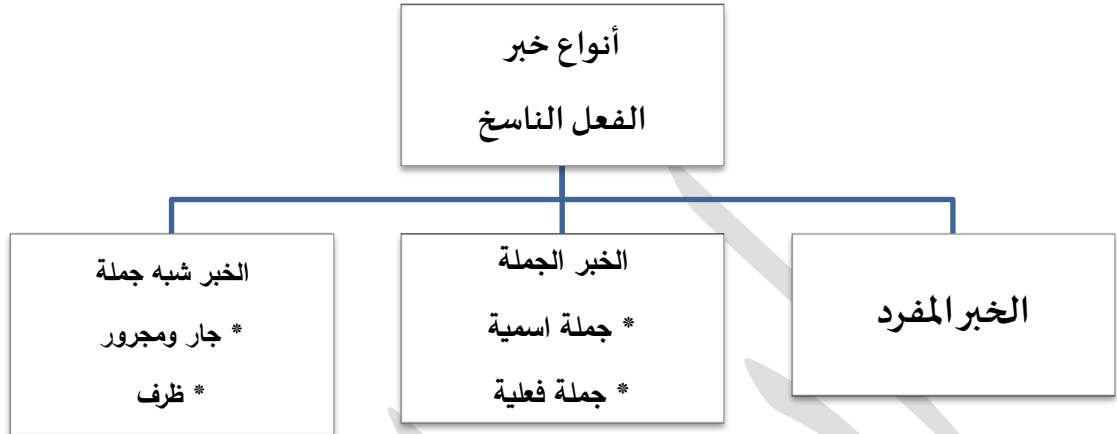 أنواع خبر
الفعل الناسخ
الخبر المفرد
الخبر الجملة
* جملة اسمية
* جملة فعلية
الخبر شبه جملة
* جار ومجرور
* ظرف